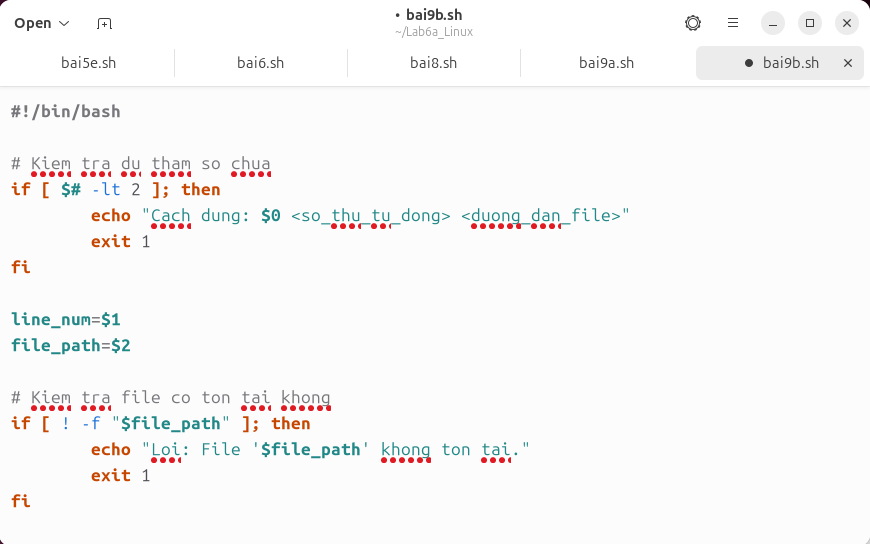 Open
• bai9b.sh
~/Lab6a_Linux
bai5e.sh
bai6.sh
bai8.sh
bai9a.sh
● bai9b.sh
#!/bin/bash
# Kiem tra du tham so chua
if [ $# -lt 2 ]; then
        echo "Cach dung: $0 <so_thu_tu_dong> <duong_dan_file>"
        exit 1
fi
line_num=$1
file_path=$2
# Kiem tra file co ton tai khong
if [ ! -f "$file_path" ]; then
        echo "Loi: File '$file_path' khong ton tai."
        exit 1
fi